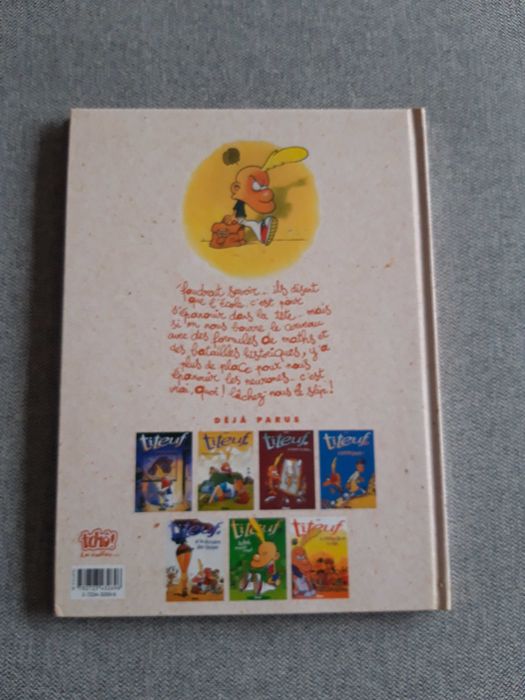 faudrait savoir... ils disent
que l'école, c'est pour
s'épanouir dans la tête... mais
si on nous bourre le cerveau
avec des formules de maths et
des batailles historiques, y a
plus de place pour nous
épanouir les neurones. c'est
vrai, quoi! lâchez nous le slip!
DÉJÀ PARUS
titeuf
titeuf
titeuf
titeuf
titeuf
titeuf
titeuf
tchô!